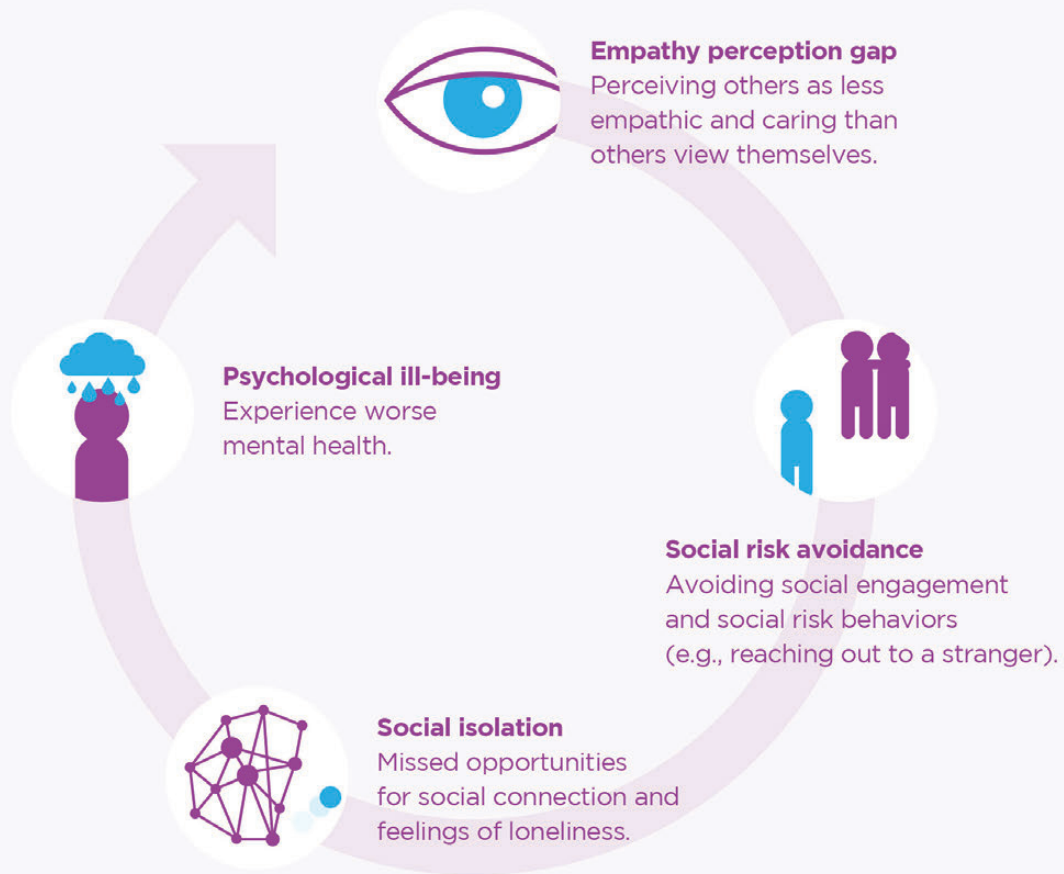 Empathy perception gap
Perceiving others as less
empathic and caring than
others view themselves.
Psychological ill-being
Experience worse
mental health.
Social risk avoidance
Avoiding social engagement
and social risk behaviors
(e.g., reaching out to a stranger).
Social isolation
Missed opportunities
for social connection and
feelings of loneliness.